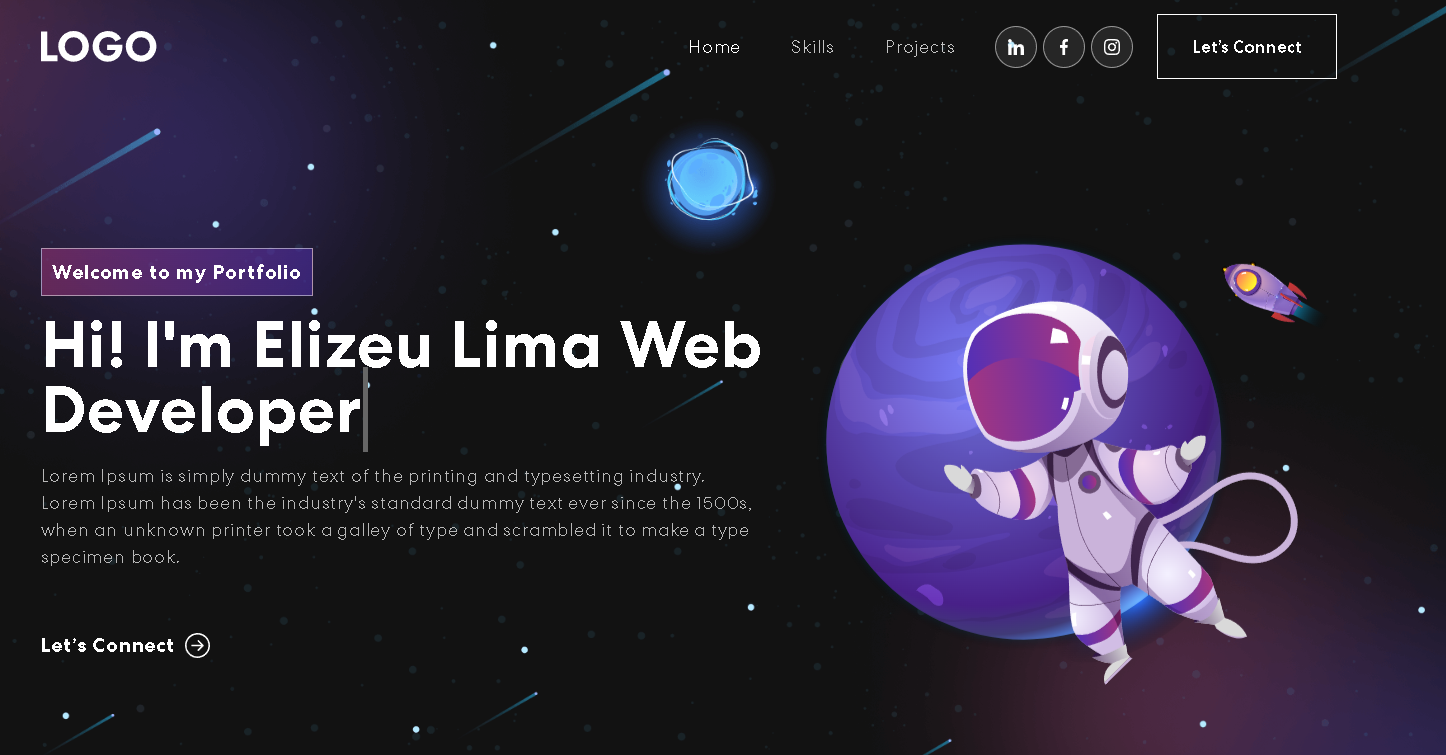 LOGO
Home Skills Projects in f Let's Connect
Welcome to my Portfolio
Hi! I'm Elizeu Lima Web
Developer
Lorem Ipsum is simply dummy text of the printing and typesetting industry.
Lorem Ipsum has been the industry's standard dummy text ever since the 1500s,
when an unknown printer took a galley of type and scrambled it to make a type
specimen book.
Let’s Connect